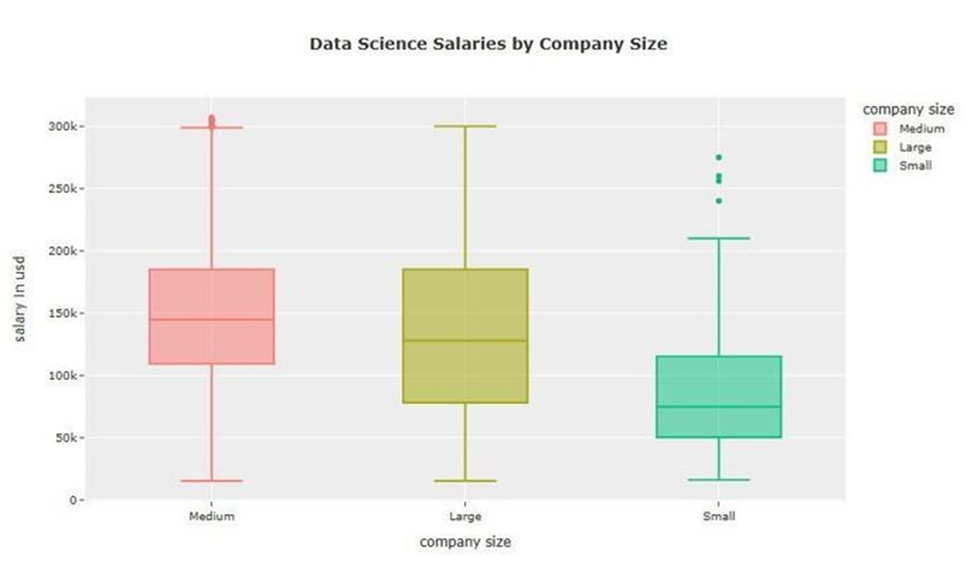 Data Science Salaries by Company Size
company size
Medium
Large
Small
300k
250k
200k
150k
100k
50k
0
salary In usd
Medium Large Small
company size